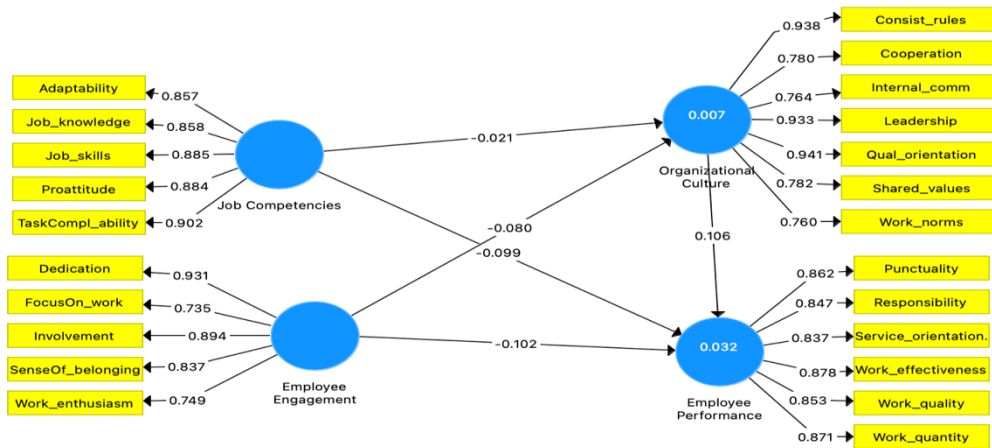 Adaptability
Job_knowledge
Job_skills
Proattitude
TaskCompl_ability
0.857
0.858
0.885
0.884
0.902
Job Competencies
Dedication
FocusOn_work
Involvement
SenseOf_belonging
Work_enthusiasm
0.931
0.735
0.894
0.837
0.749
Employee
Engagement
-0.021
-0.080
-0.099
-0.102
0.106
0.007
Organizational
Culture
0.938
0.780
0.764
0.933
0.941
0.782
0.760
Consist_rules
Cooperation
Internal_comm
Leadership
Qual_orientation
Shared_values
Work_norms
0.032
Employee
Performance
0.862
0.847
0.837
0.878
0.853
0.871
Punctuality
Responsibility
Service_orientation.
Work_effectiveness
Work_quality
Work_quantity